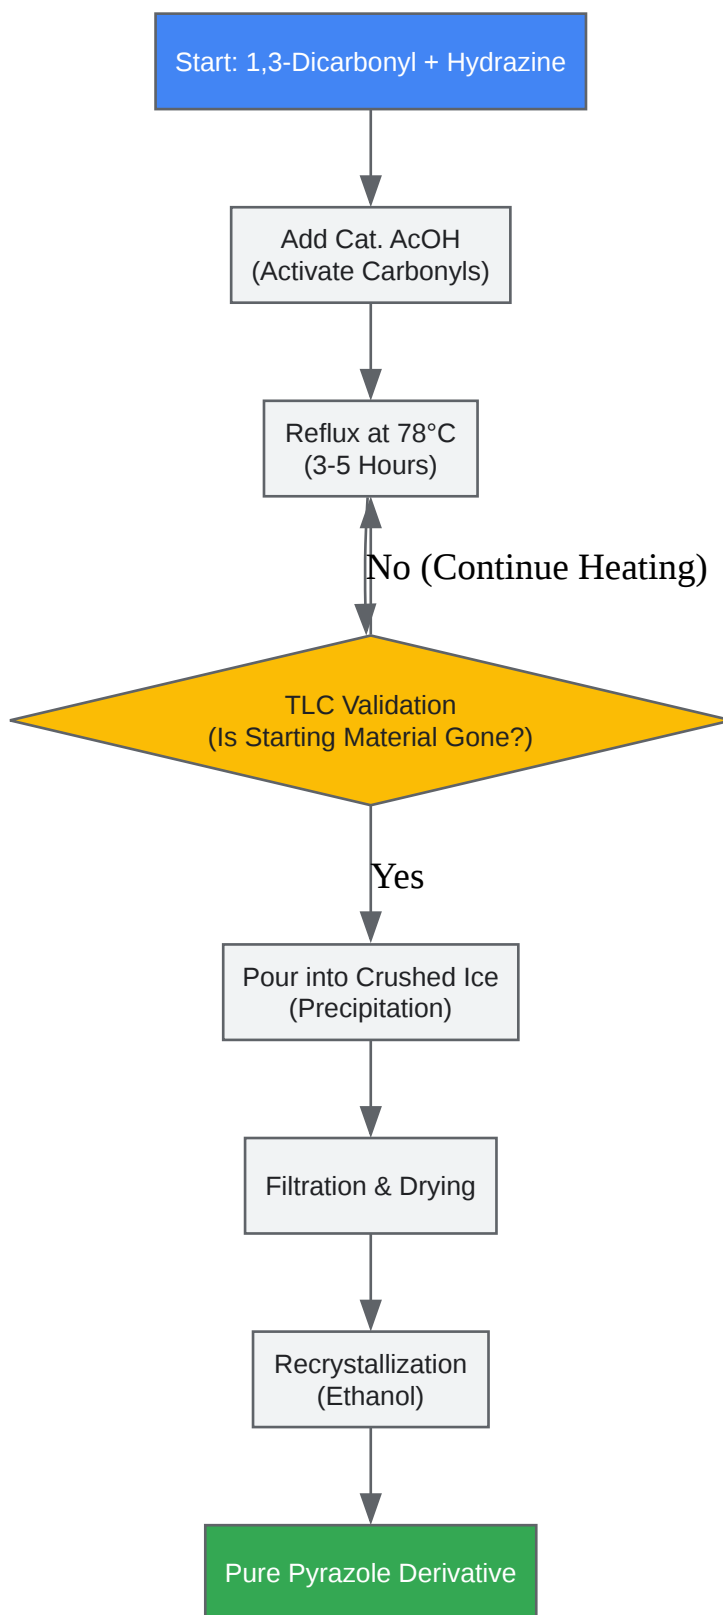 Start: 1,3-Dicarbonyl + Hydrazine
Add Cat. AcOH
(Activate Carbonyls)
Reflux at 78°C
(3-5 Hours)
No (Continue Heating)
TLC Validation
(Is Starting Material Gone?)
Yes
Pour into Crushed Ice
(Precipitation)
Filtration & Drying
Recrystallization
(Ethanol)
Pure Pyrazole Derivative